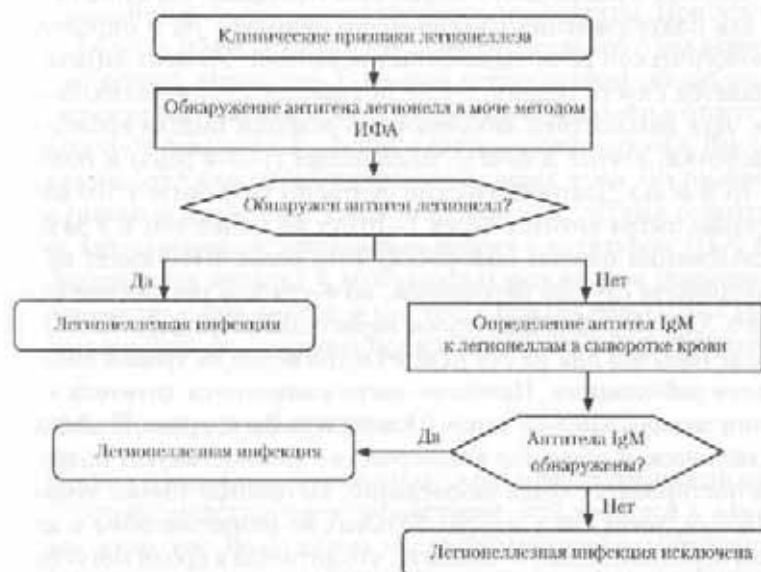 Клинические признаки легионеллеза
Обнаружение антигена легионелл в моче методом
ИФА
Обнаружен антиген легионелл?
Да
Нет
Легионеллезная инфекция
Определение антител IgM
к легионеллам в сыворотке крови
Да
Легионеллезная инфекция
Антитела IgM
обнаружены?
Нет
Легионеллезная инфекция исключена